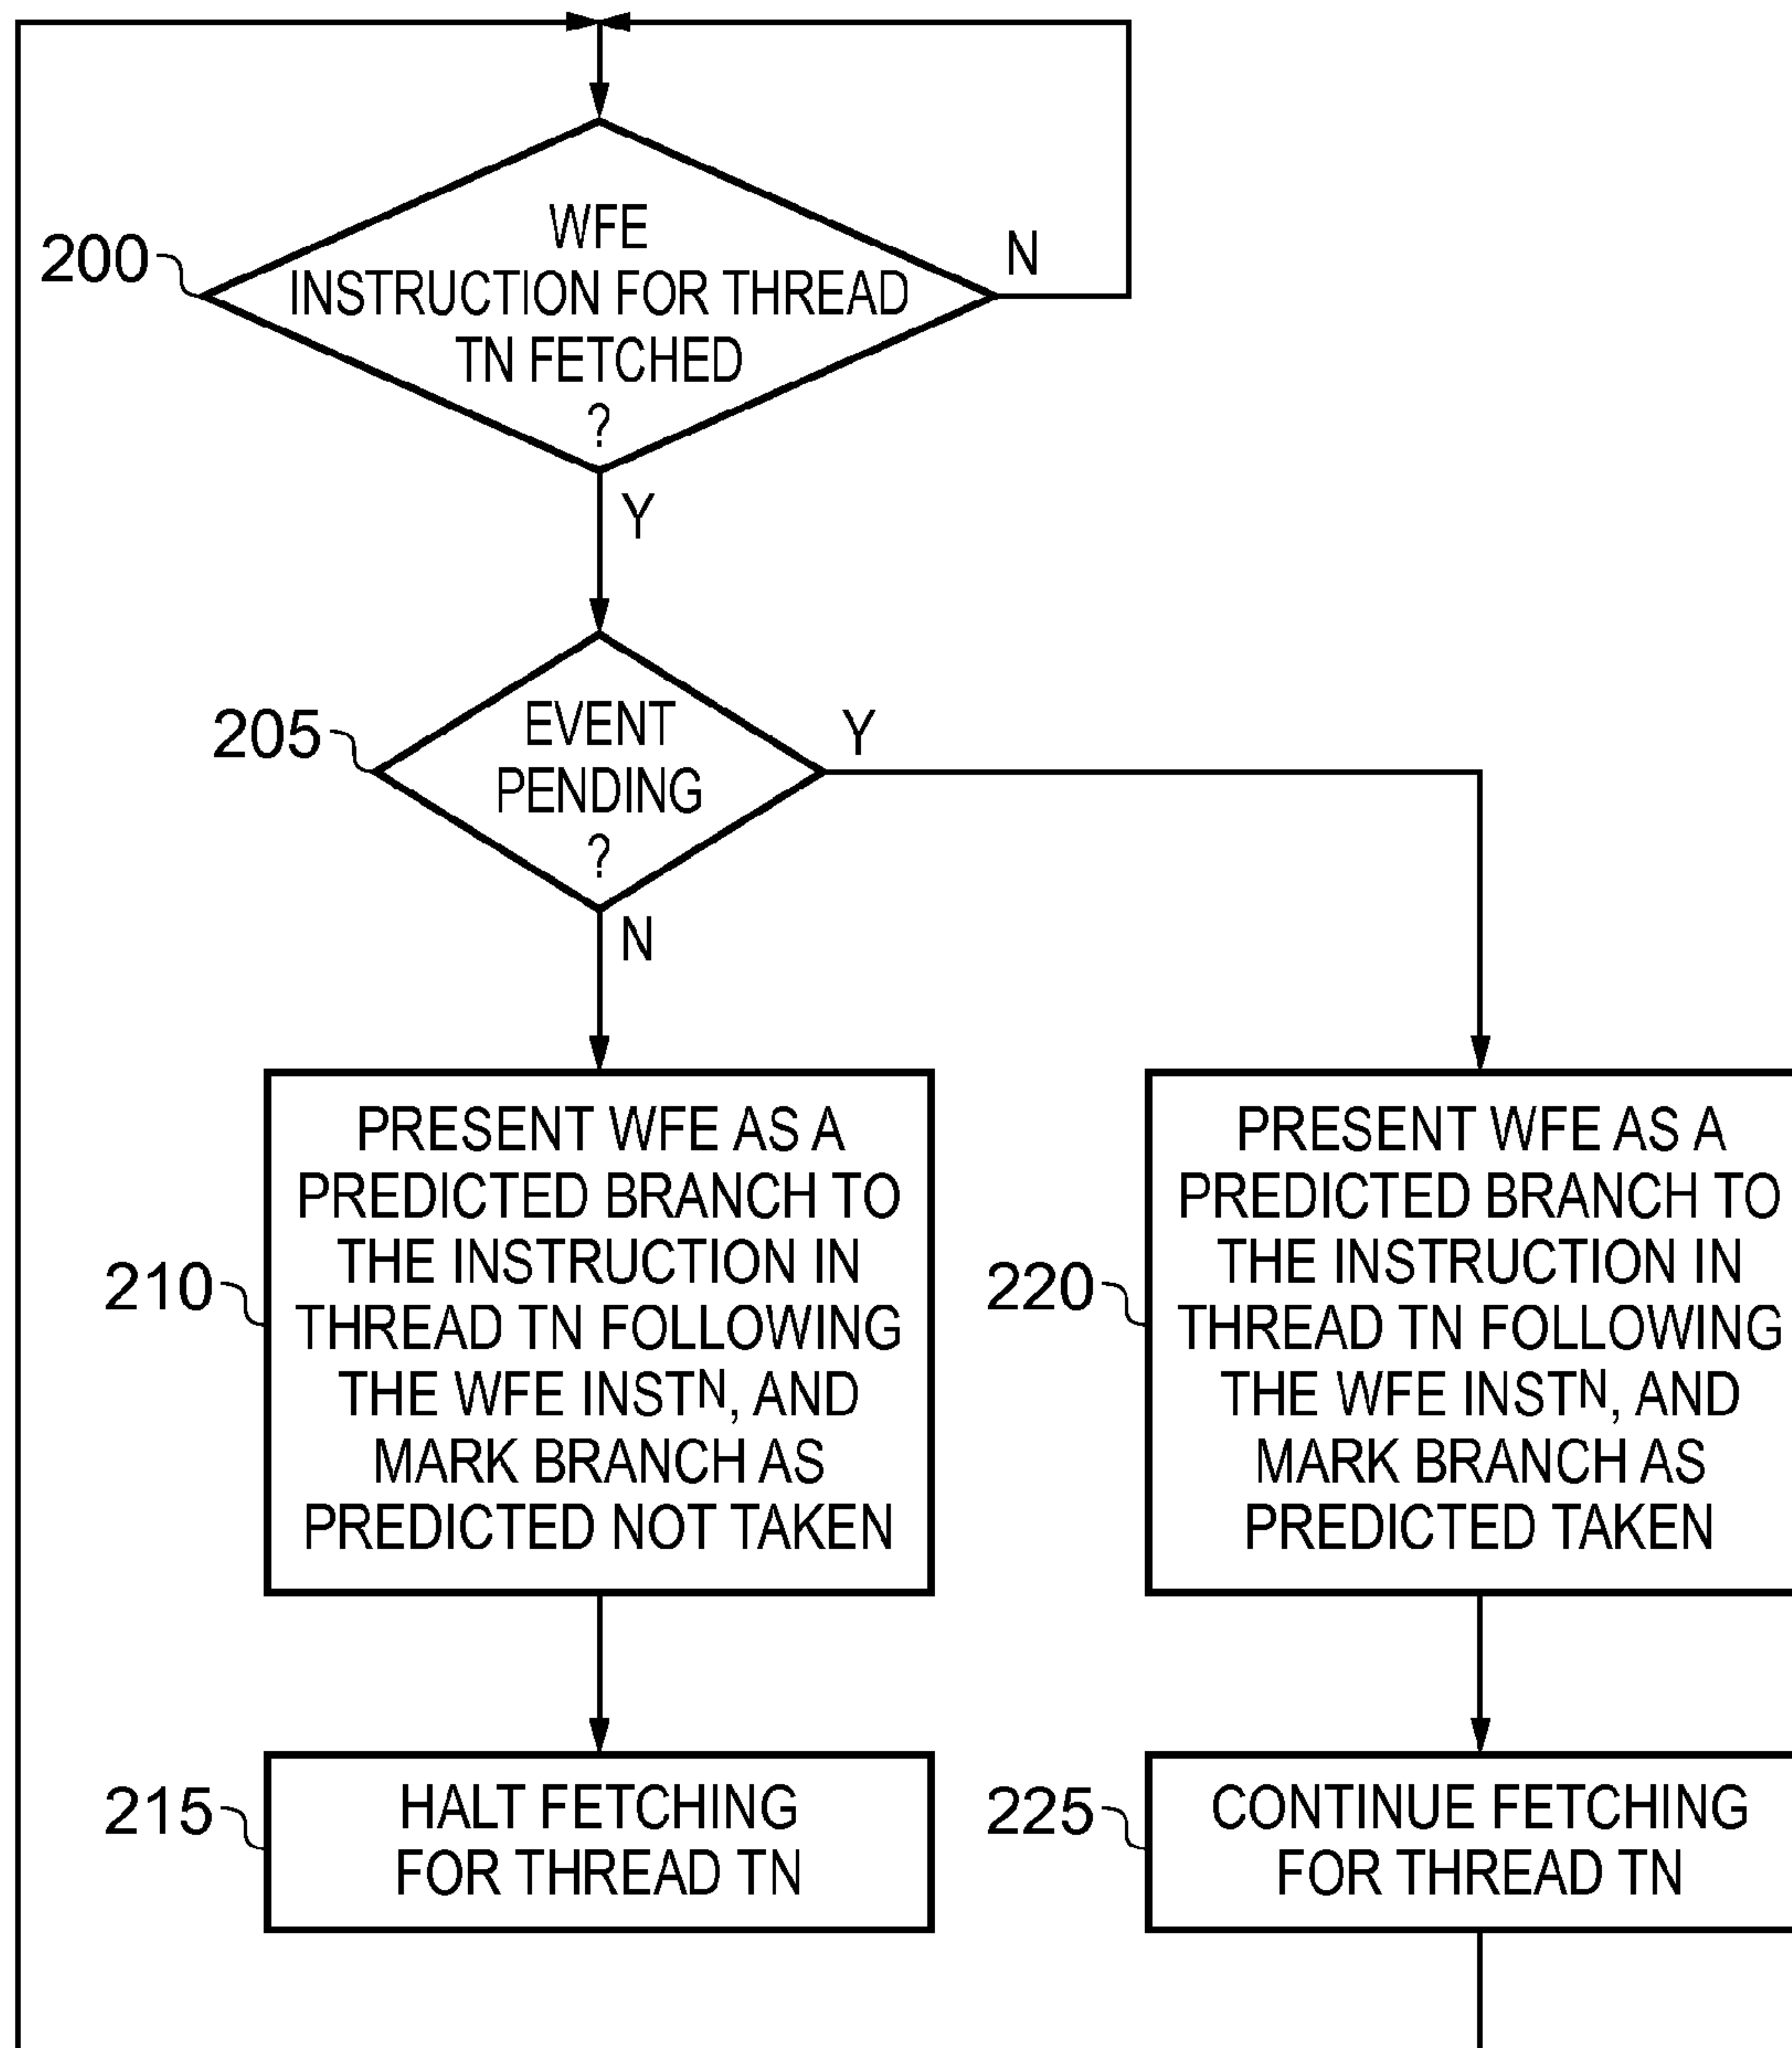 200
WFE
INSTRUCTION FOR THREAD
TN FETCHED
?
N
Y
205
EVENT
PENDING
?
Y
N
210
PRESENT WFE AS A
PREDICTED BRANCH TO
THE INSTRUCTION IN
THREAD TN FOLLOWING
THE WFE INSTᴺ, AND
MARK BRANCH AS
PREDICTED NOT TAKEN
220
PRESENT WFE AS A
PREDICTED BRANCH TO
THE INSTRUCTION IN
THREAD TN FOLLOWING
THE WFE INSTᴺ, AND
MARK BRANCH AS
PREDICTED TAKEN
215
HALT FETCHING
FOR THREAD TN
225
CONTINUE FETCHING
FOR THREAD TN